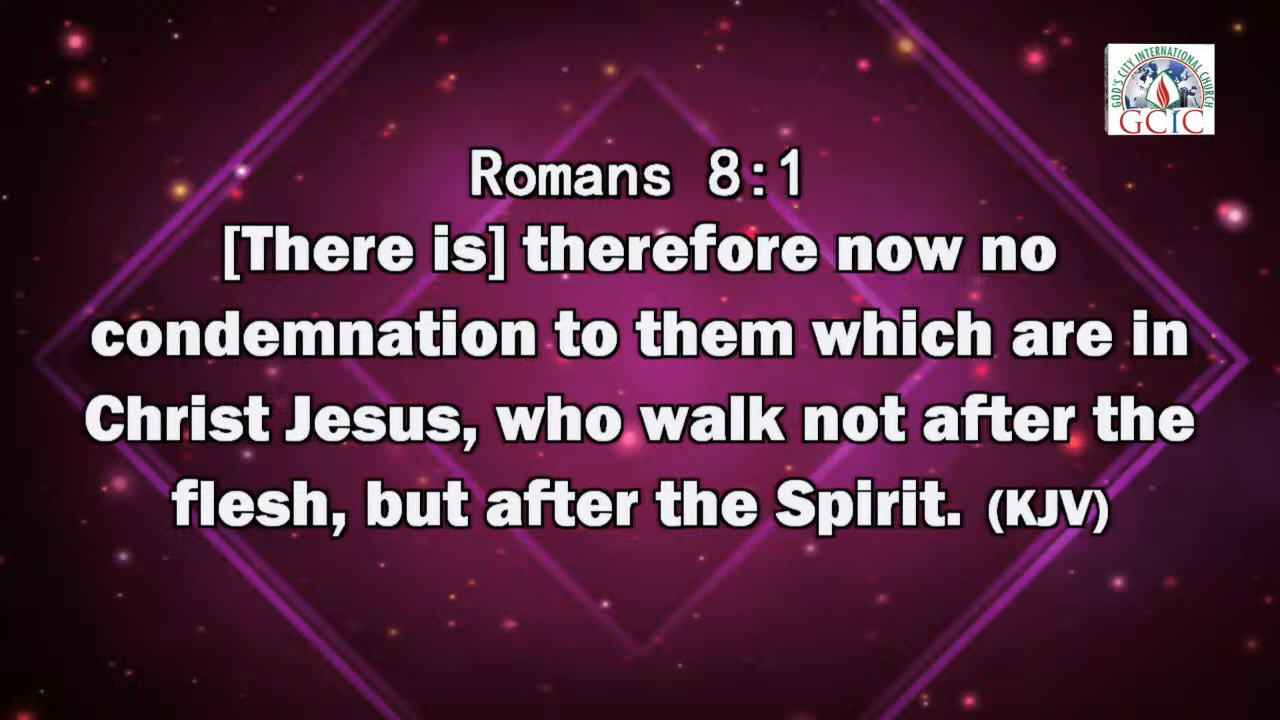 GOD'S CITY INTERNATIONAL CHURCH
GCIC
Romans 8:1
[There is] therefore now no
condemnation to them which are in
Christ Jesus, who walk not after the
flesh, but after the Spirit. (KJV)